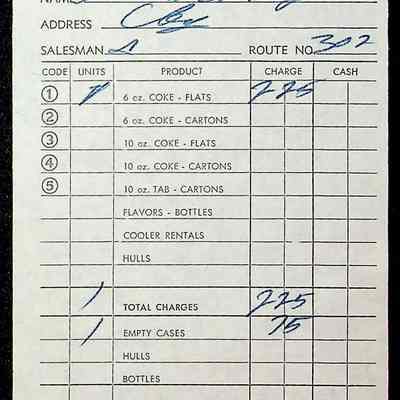 NAME
ADDRESS City
SALESMAN ROUTE NO. 302
CODE UNITS PRODUCT CHARGE CASH
1 1 6 oz. COKE - FLATS 225
2 6 oz. COKE - CARTONS
3 10 oz. COKE - FLATS
4 10 oz. COKE - CARTONS
5 10 oz. TAB - CARTONS
FLAVORS - BOTTLES
COOLER RENTALS
HULLS
1 TOTAL CHARGES 225
1 EMPTY CASES 75
HULLS
BOTTLES